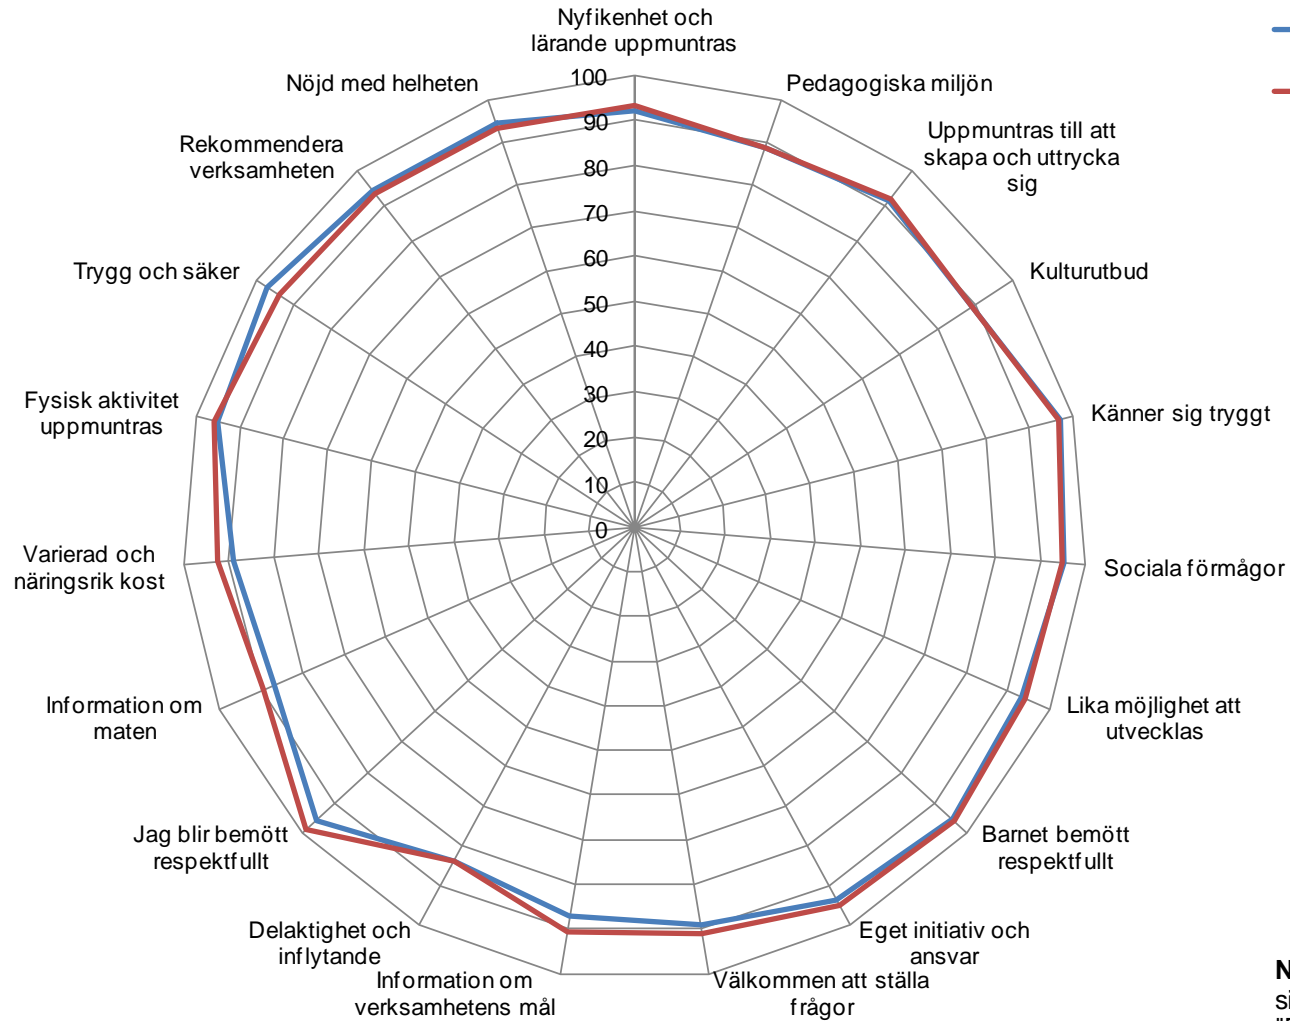 Nyfikenhet och
lärande uppmuntras
Pedagogiska miljön
Uppmuntras till att
skapa och uttrycka
sig
Kulturutbud
Känner sig tryggt
Sociala förmågor
Lika möjlighet att
utvecklas
Barnet bemött
respektfullt
Eget initiativ och
ansvar
Välkommen att ställa
frågor
Information om
verksamhetens mål
Delaktighet och
inflytande
Jag blir bemött
respektfullt
Information om
maten
Varierad och
näringsrik kost
Fysisk aktivitet
uppmuntras
Trygg och säker
Rekommendera
verksamheten
Nöjd med helheten
100
90
80
70
60
50
40
30
20
10
0
N
si